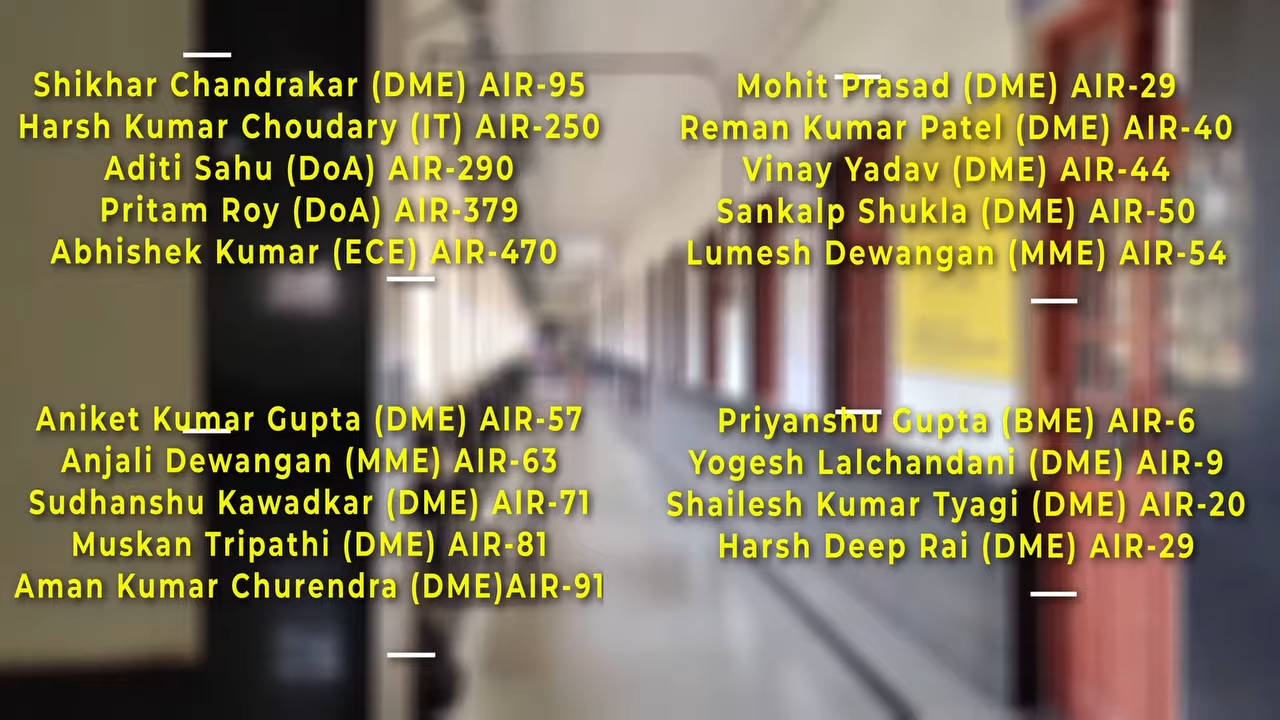 Shikhar Chandrakar (DME) AIR-95
Harsh Kumar Choudary (IT) AIR-250
Aditi Sahu (DoA) AIR-290
Pritam Roy (DoA) AIR-379
Abhishek Kumar (ECE) AIR-470
Mohit Prasad (DME) AIR-29
Reman Kumar Patel (DME) AIR-40
Vinay Yadav (DME) AIR-44
Sankalp Shukla (DME) AIR-50
Lumesh Dewangan (MME) AIR-54
Aniket Kumar Gupta (DME) AIR-57
Anjali Dewangan (MME) AIR-63
Sudhanshu Kawadkar (DME) AIR-71
Muskan Tripathi (DME) AIR-81
Aman Kumar Churendra (DME)AIR-91
Priyanshu Gupta (BME) AIR-6
Yogesh Lalchandani (DME) AIR-9
Shailesh Kumar Tyagi (DME) AIR-20
Harsh Deep Rai (DME) AIR-29